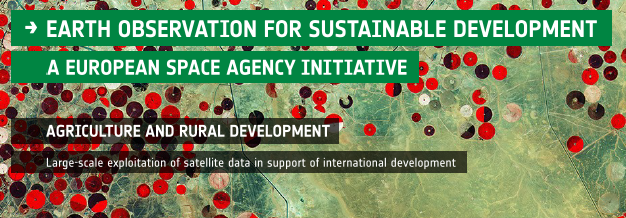 → EARTH OBSERVATION FOR SUSTAINABLE DEVELOPMENT
A EUROPEAN SPACE AGENCY INITIATIVE
AGRICULTURE AND RURAL DEVELOPMENT
Large-scale exploitation of satellite data in support of international development